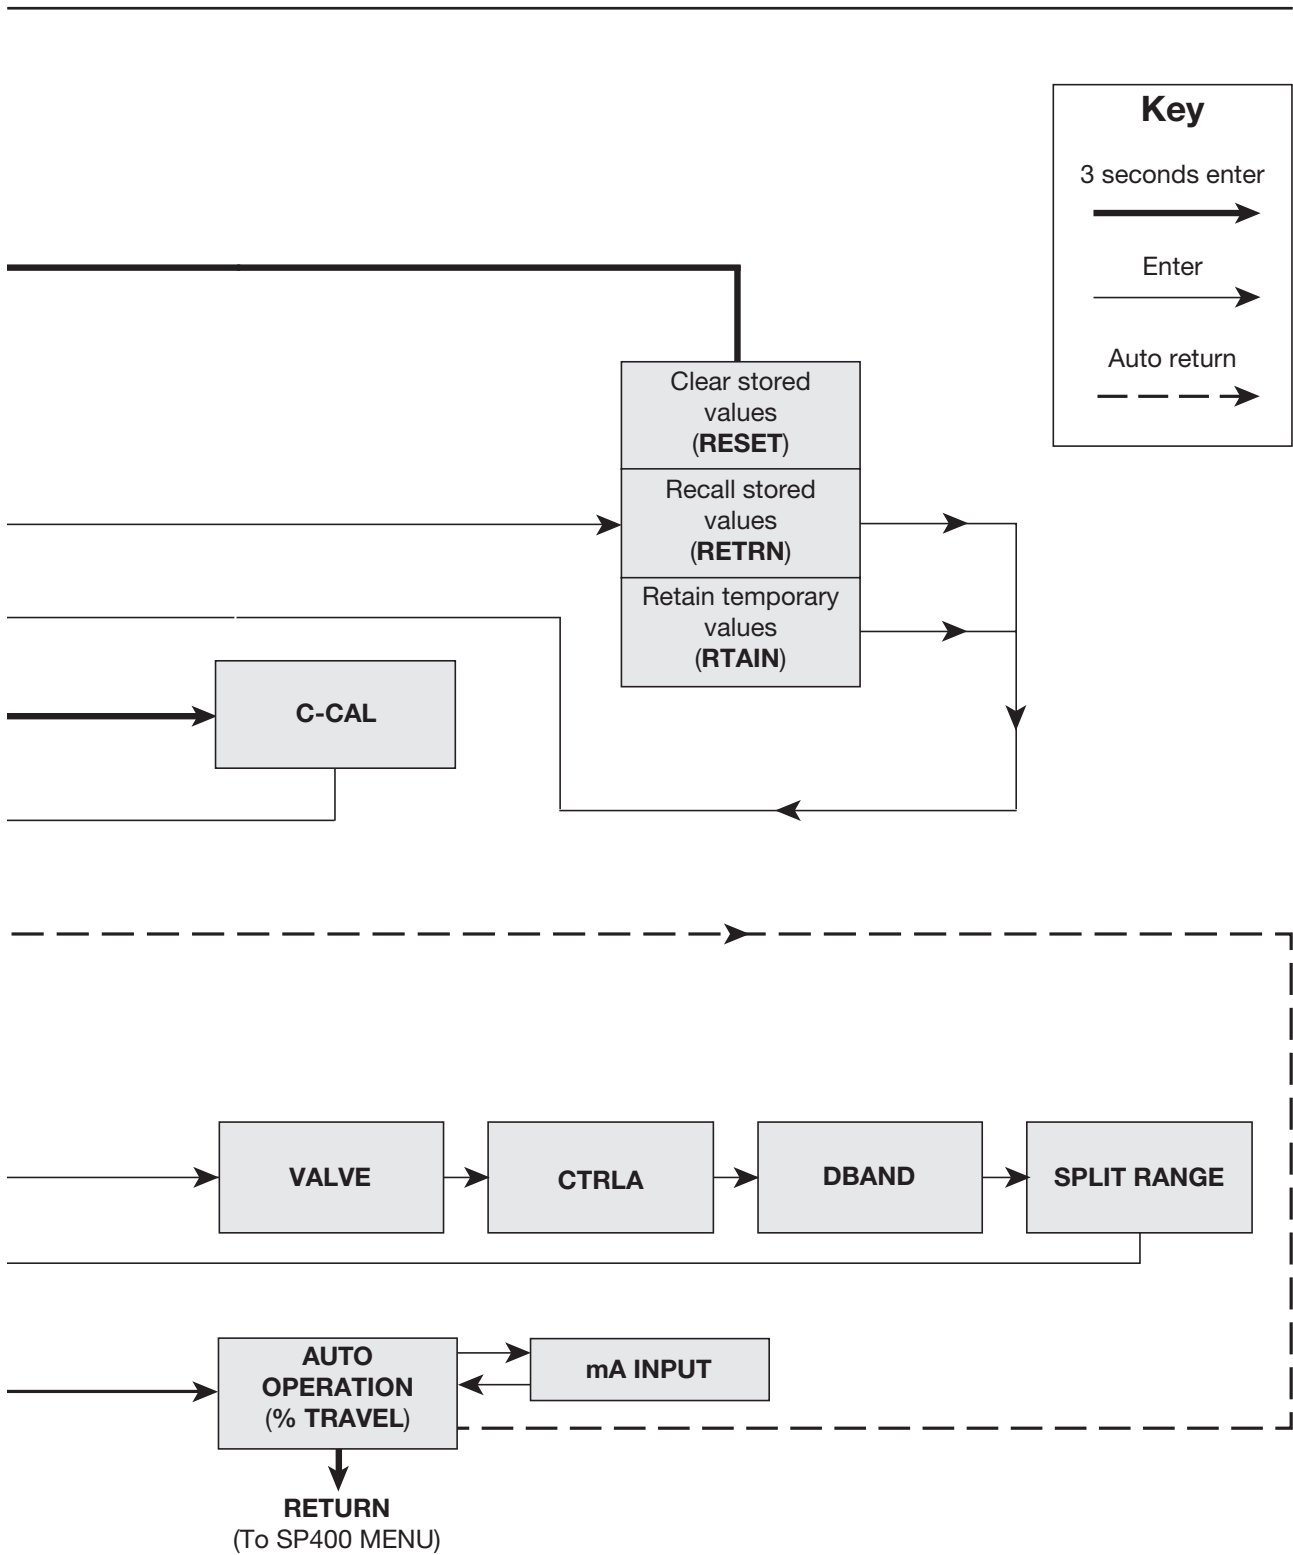 Key
3 seconds enter
Enter
Auto return
Clear stored
values
(RESET)
Recall stored
values
(RETRN)
Retain temporary
values
(RTAIN)
C-CAL
VALVE
CTRLA
DBAND
SPLIT RANGE
AUTO
OPERATION
(% TRAVEL)
mA INPUT
RETURN
(To SP400 MENU)